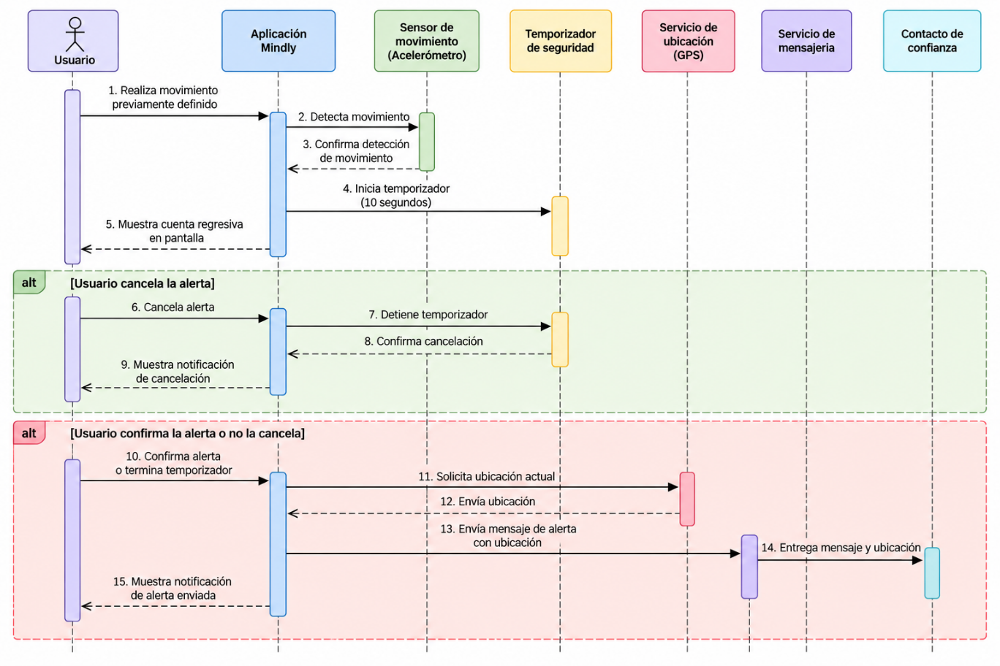 Usuario
Aplicación
Mindly
Sensor de
movimiento
(Acelerómetro)
Temporizador
de seguridad
Servicio de
ubicación
(GPS)
Servicio de
mensajeria
Contacto de
confianza
1. Realiza movimiento
previamente definido
2. Detecta movimiento
3. Confirma detección
de movimiento
4. Inicia temporizador
(10 segundos)
5. Muestra cuenta regresiva
en pantalla
alt
[Usuario cancela la alerta]
6. Cancela alerta
7. Detiene temporizador
8. Confirma cancelación
9. Muestra notificación
de cancelación
alt
[Usuario confirma la alerta o no la cancela]
10. Confirma alerta
o termina temporizador
11. Solicita ubicación actual
12. Envía ubicación
13. Envía mensaje de alerta
con ubicación
14. Entrega mensaje y ubicación
15. Muestra notificación
de alerta enviada